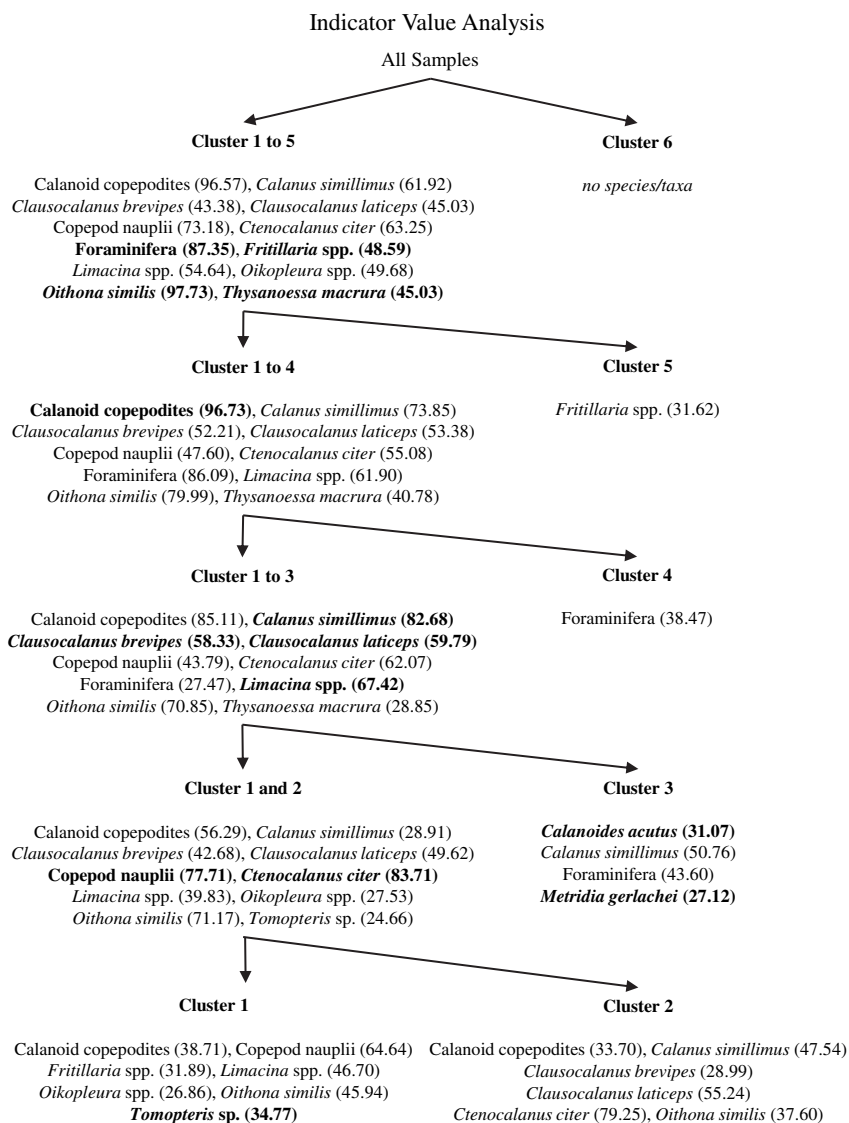 Indicator Value Analysis
All Samples
Cluster 1 to 5
Cluster 6
Calanoid copepodites (96.57), Calanus simillimus (61.92)
Clausocalanus brevipes (43.38), Clausocalanus laticeps (45.03)
Copepod nauplii (73.18), Ctenocalanus citer (63.25)
Foraminifera (87.35), Fritillaria spp. (48.59)
Limacina spp. (54.64), Oikopleura spp. (49.68)
Oithona similis (97.73), Thysanoessa macrura (45.03)
no species/taxa
Cluster 1 to 4
Cluster 5
Calanoid copepodites (96.73), Calanus simillimus (73.85)
Clausocalanus brevipes (52.21), Clausocalanus laticeps (53.38)
Copepod nauplii (47.60), Ctenocalanus citer (55.08)
Foraminifera (86.09), Limacina spp. (61.90)
Oithona similis (79.99), Thysanoessa macrura (40.78)
Fritillaria spp. (31.62)
Cluster 1 to 3
Cluster 4
Calanoid copepodites (85.11), Calanus simillimus (82.68)
Clausocalanus brevipes (58.33), Clausocalanus laticeps (59.79)
Copepod nauplii (43.79), Ctenocalanus citer (62.07)
Foraminifera (27.47), Limacina spp. (67.42)
Oithona similis (70.85), Thysanoessa macrura (28.85)
Foraminifera (38.47)
Cluster 1 and 2
Cluster 3
Calanoid copepodites (56.29), Calanus simillimus (28.91)
Clausocalanus brevipes (42.68), Clausocalanus laticeps (49.62)
Copepod nauplii (77.71), Ctenocalanus citer (83.71)
Limacina spp. (39.83), Oikopleura spp. (27.53)
Oithona similis (71.17), Tomopteris sp. (24.66)
Calanoides acutus (31.07)
Calanus simillimus (50.76)
Foraminifera (43.60)
Metridia gerlachei (27.12)
Cluster 1
Cluster 2
Calanoid copepodites (38.71), Copepod nauplii (64.64)
Fritillaria spp. (31.89), Limacina spp. (46.70)
Oikopleura spp. (26.86), Oithona similis (45.94)
Tomopteris sp. (34.77)
Calanoid copepodites (33.70), Calanus simillimus (47.54)
Clausocalanus brevipes (28.99)
Clausocalanus laticeps (55.24)
Ctenocalanus citer (79.25), Oithona similis (37.60)